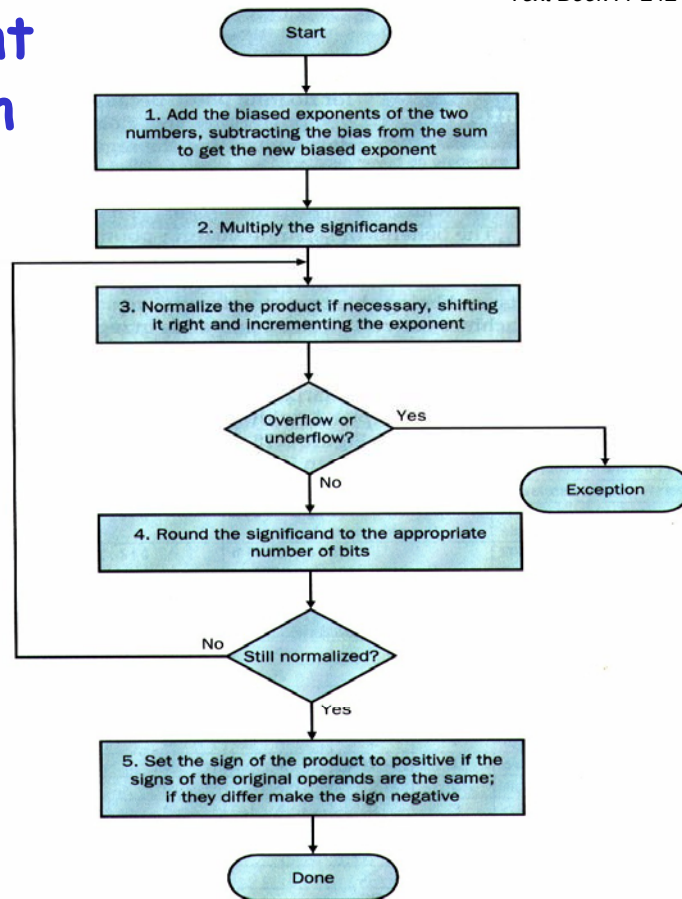 Start
1. Add the biased exponents of the two
numbers, subtracting the bias from the sum
to get the new biased exponent
2. Multiply the significands
3. Normalize the product if necessary, shifting
it right and incrementing the exponent
Overflow or
underflow?
Yes
No
Exception
4. Round the significand to the appropriate
number of bits
No
Still normalized?
Yes
5. Set the sign of the product to positive if the
signs of the original operands are the same;
if they differ make the sign negative
Done